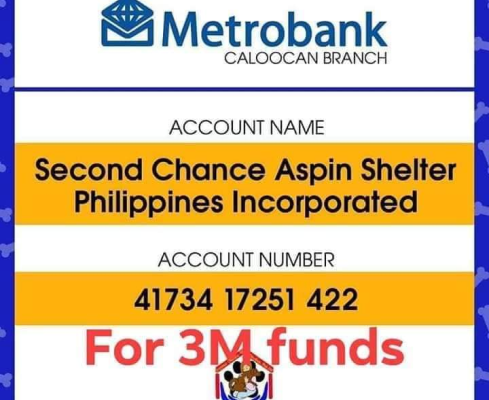 Metrobank
CALOOCAN BRANCH
ACCOUNT NAME
Second Chance Aspin Shelter
Philippines Incorporated
ACCOUNT NUMBER
41734 17251 422
For 3M funds